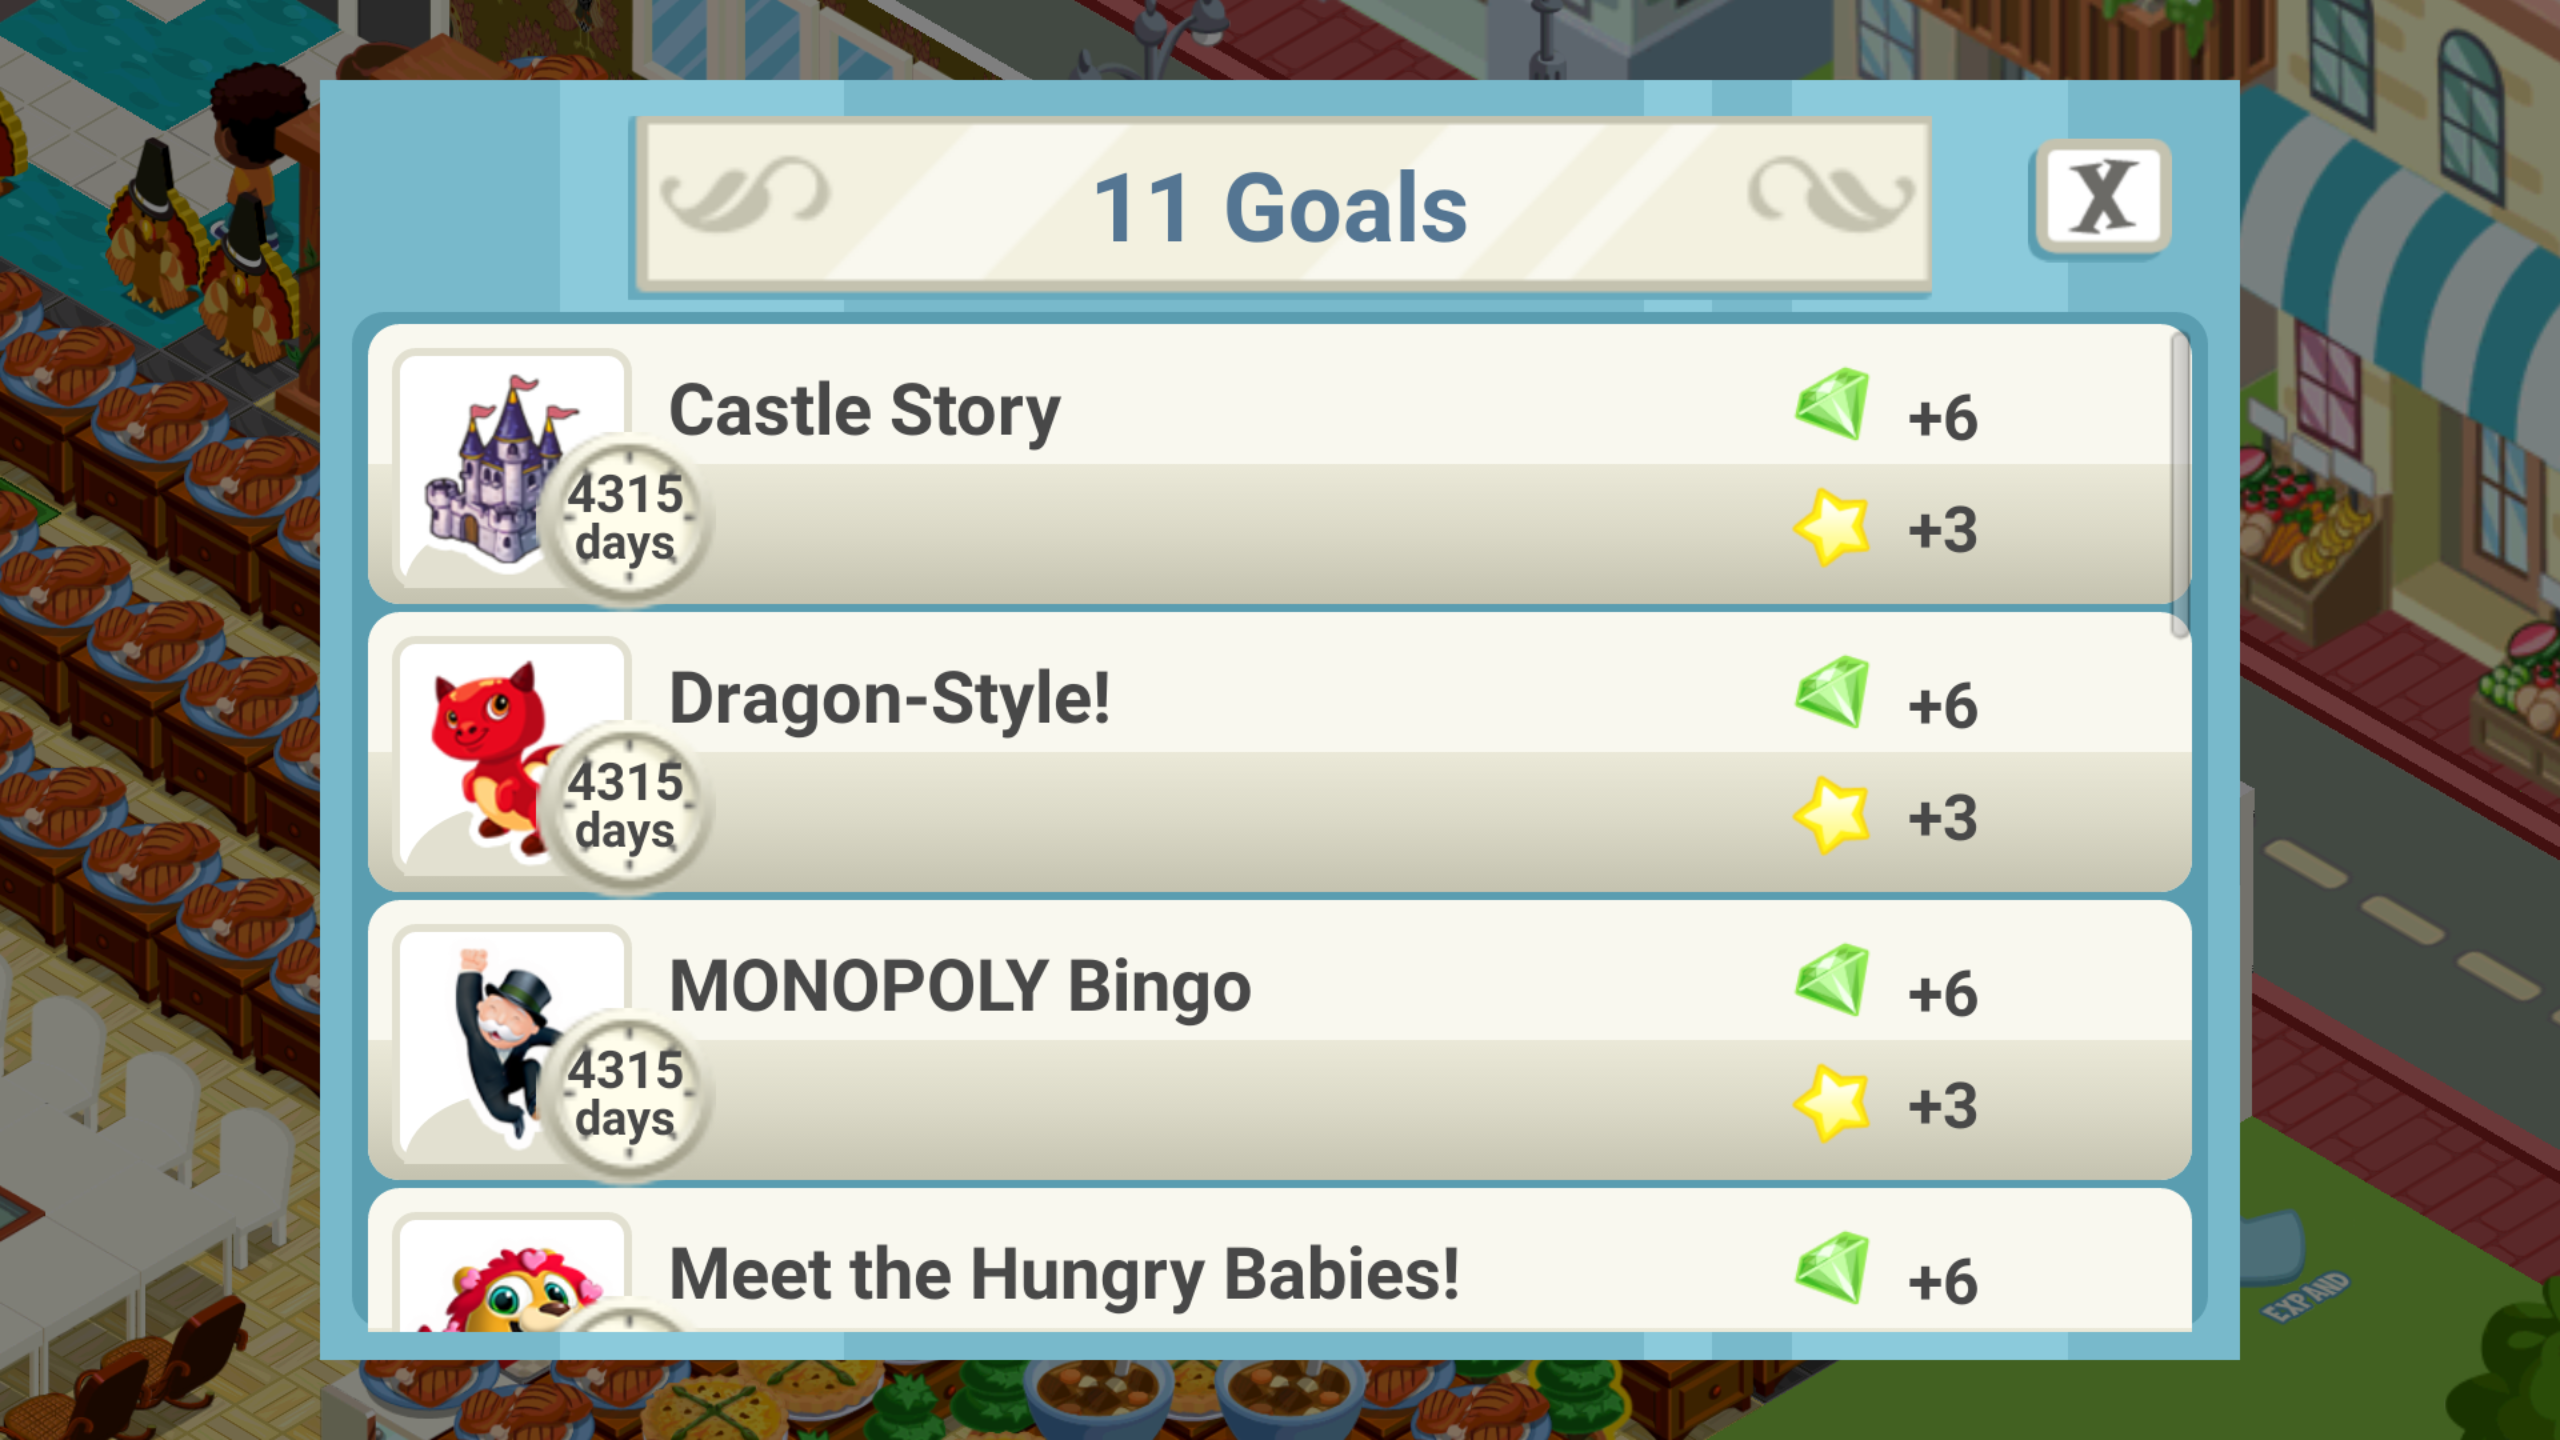 11 Goals
X
Castle Story
+6
4315
days
+3
Dragon-Style!
+6
4315
days
+3
MONOPOLY Bingo
+6
4315
days
+3
Meet the Hungry Babies!
+6
EXPAND